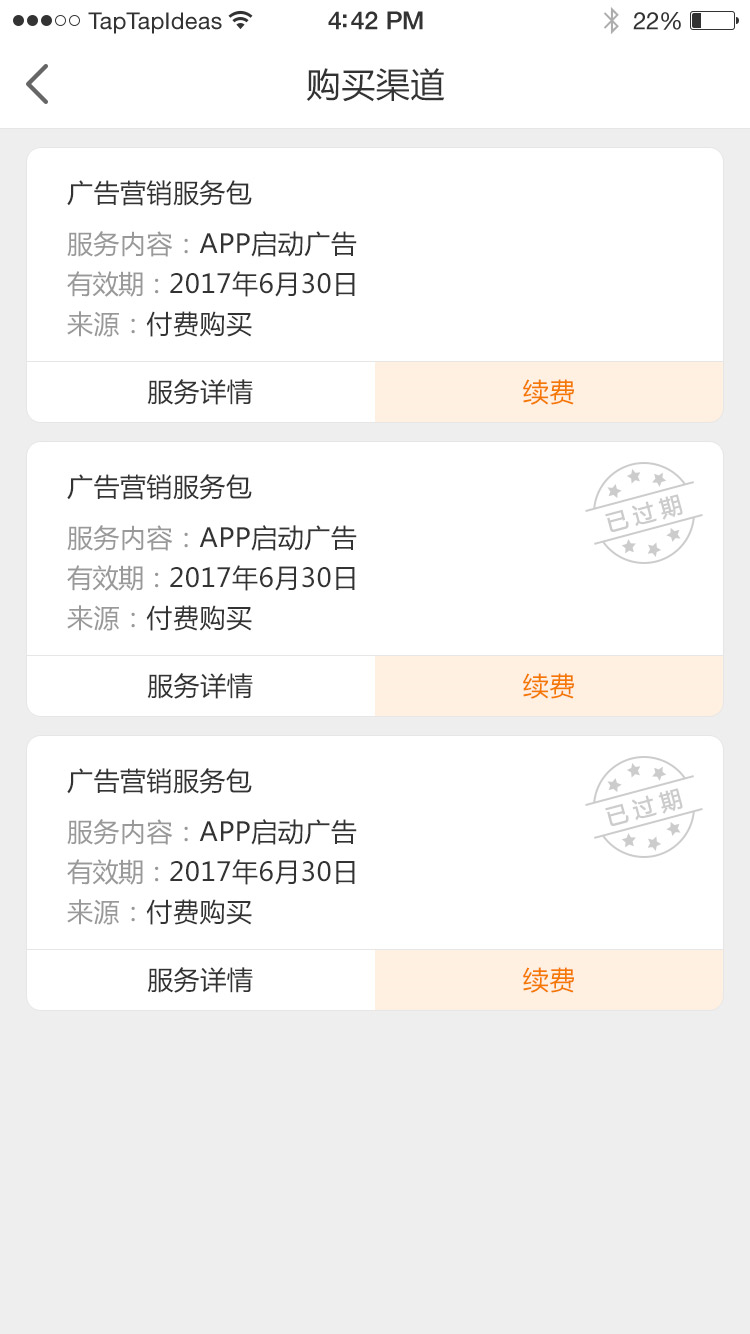 TapTapIdeas 4:42 PM 22%
购买渠道
广告营销服务包
服务内容：APP启动广告
有效期：2017年6月30日
来源：付费购买
服务详情 续费
广告营销服务包
已过期
服务内容：APP启动广告
有效期：2017年6月30日
来源：付费购买
服务详情 续费
广告营销服务包
已过期
服务内容：APP启动广告
有效期：2017年6月30日
来源：付费购买
服务详情 续费